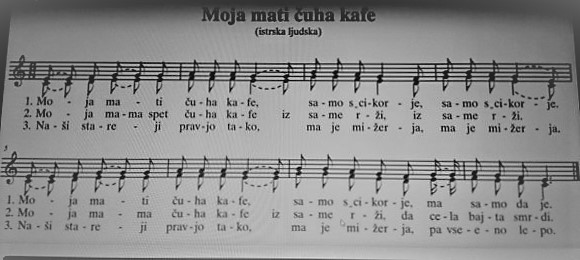 Moja mati čuha kafe
(istrska ljudska)
1. Mo - ja ma - ti ču - ha ka - fe, sa - mo s ci - kor - je, sa - mo s ci - kor - je.
2. Mo - ja ma - ma spet ču - ha ka - fe iz sa - me r - ži, iz sa - me r - ži.
3. Na - ši sta - re - ji prav - jo ta - ko, ma je mi - žer - ja, ma je mi - žer - ja.
5
1. Mo - ja ma - ti ču - ha ka - fe, sa - mo s ci - kor - je, ma sa - mo da je.
2. Mo - ja ma - ma ču - ha ka - fe iz sa - me r - ži, da ce - la baj - ta smr - di.
3. Na - ši sta - re - ji prav - jo ta - ko, ma je mi - žer - ja, pa vse - e - no le - po.